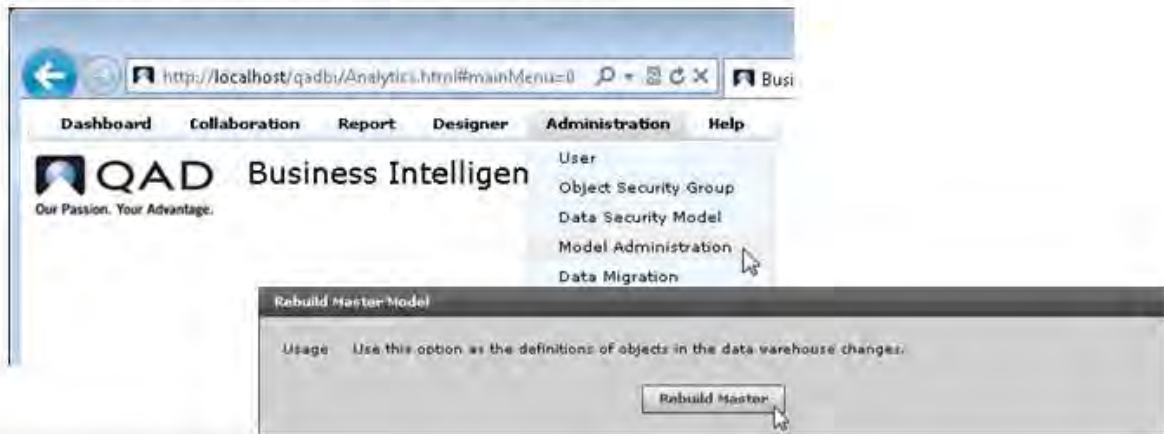 http://localhost/qadbi/Analytics.html#mainMenu=0
Busi
Dashboard Collaboration Report Designer Administration Help
QAD
Our Passion. Your Advantage.
Business Intelligen
User
Object Security Group
Data Security Model
Model Administration
Data Migration
Rebuild Master Model
Usage Use this option as the definitions of objects in the data warehouse changes.
Rebuild Master